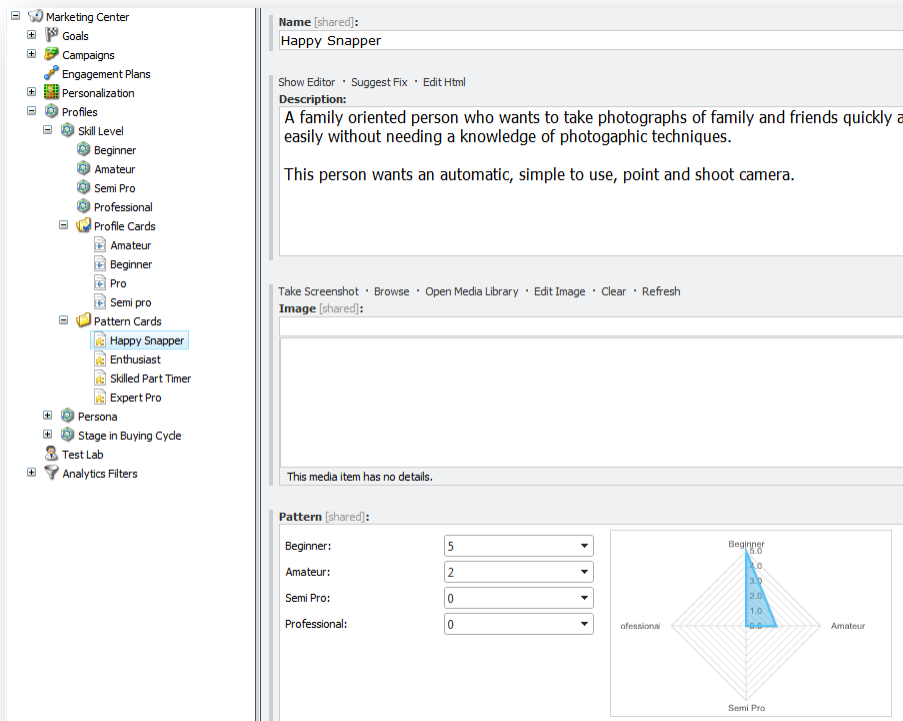 Marketing Center
Goals
Campaigns
Engagement Plans
Personalization
Profiles
Skill Level
Beginner
Amateur
Semi Pro
Professional
Profile Cards
Amateur
Beginner
Pro
Semi pro
Pattern Cards
Happy Snapper
Enthusiast
Skilled Part Timer
Expert Pro
Persona
Stage in Buying Cycle
Test Lab
Analytics Filters
Name [shared]:
Happy Snapper
Show Editor · Suggest Fix · Edit Html
Description:
A family oriented person who wants to take photographs of family and friends quickly a
easily without needing a knowledge of photogaphic techniques.
This person wants an automatic, simple to use, point and shoot camera.
Take Screenshot · Browse · Open Media Library · Edit Image · Clear · Refresh
Image [shared]:
This media item has no details.
Pattern [shared]:
Beginner: 5
Amateur: 2
Semi Pro: 0
Professional: 0
Beginner
5.0
4.0
3.0
2.0
1.0
0.0
ofessional
Amateur
Semi Pro